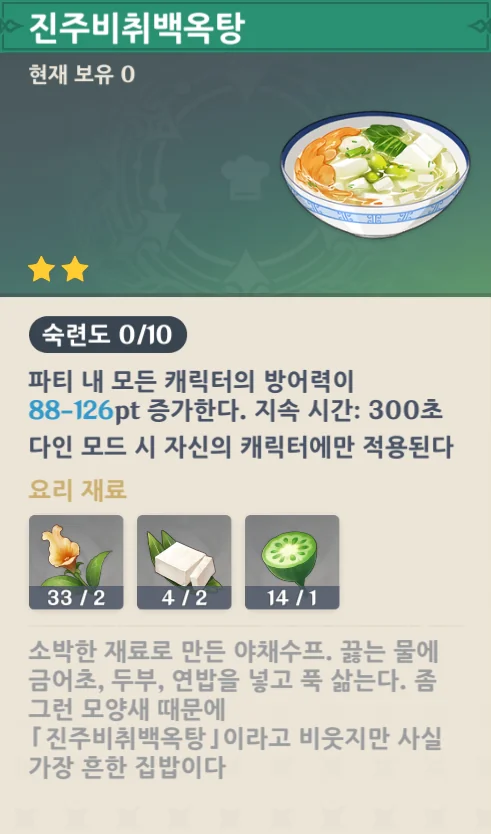 진주비취백옥탕
현재 보유 0
숙련도 0/10
파티 내 모든 캐릭터의 방어력이
88-126pt 증가한다. 지속 시간: 300초
다인 모드 시 자신의 캐릭터에만 적용된다
요리 재료
33 / 2
4 / 2
14 / 1
소박한 재료로 만든 야채수프. 끓는 물에
금어초, 두부, 연밥을 넣고 푹 삶는다. 좀
그런 모양새 때문에
「진주비취백옥탕」이라고 비웃지만 사실
가장 흔한 집밥이다